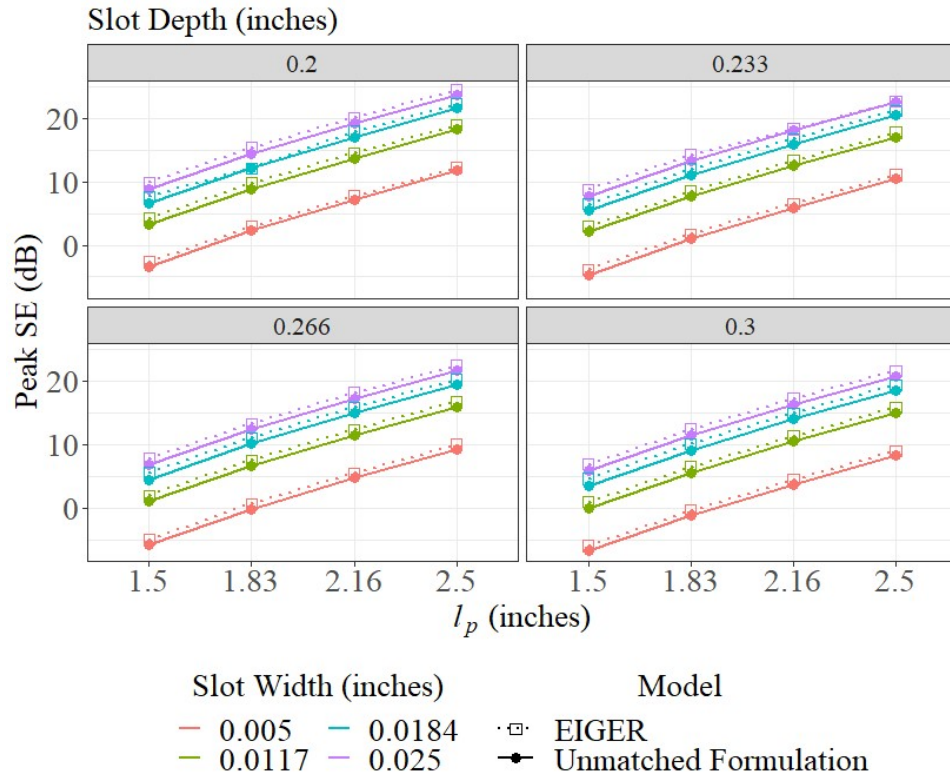 Slot Depth (inches)
0.2
0.233
20
10
0
0.266
0.3
20
10
0
Peak SE (dB)
1.5 1.83 2.16 2.5 1.5 1.83 2.16 2.5
l_p (inches)
Slot Width (inches) Model
0.005 0.0184 EIGER
0.0117 0.025 Unmatched Formulation